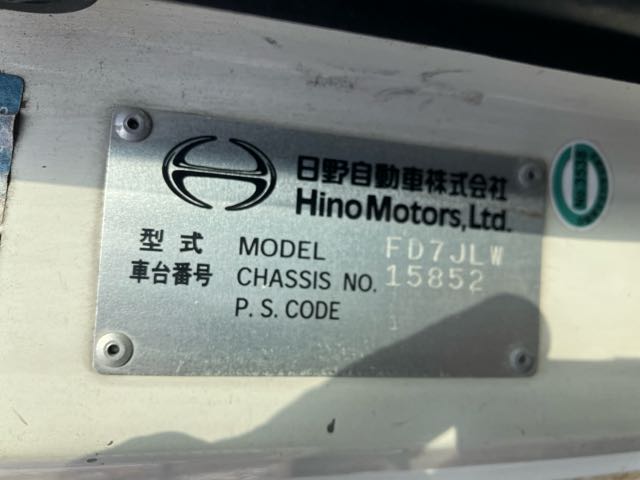 日野自動車株式会社
Hino Motors, Ltd.
型式 MODEL FD7JLW
車台番号 CHASSIS NO. 15852
P.S.CODE 1